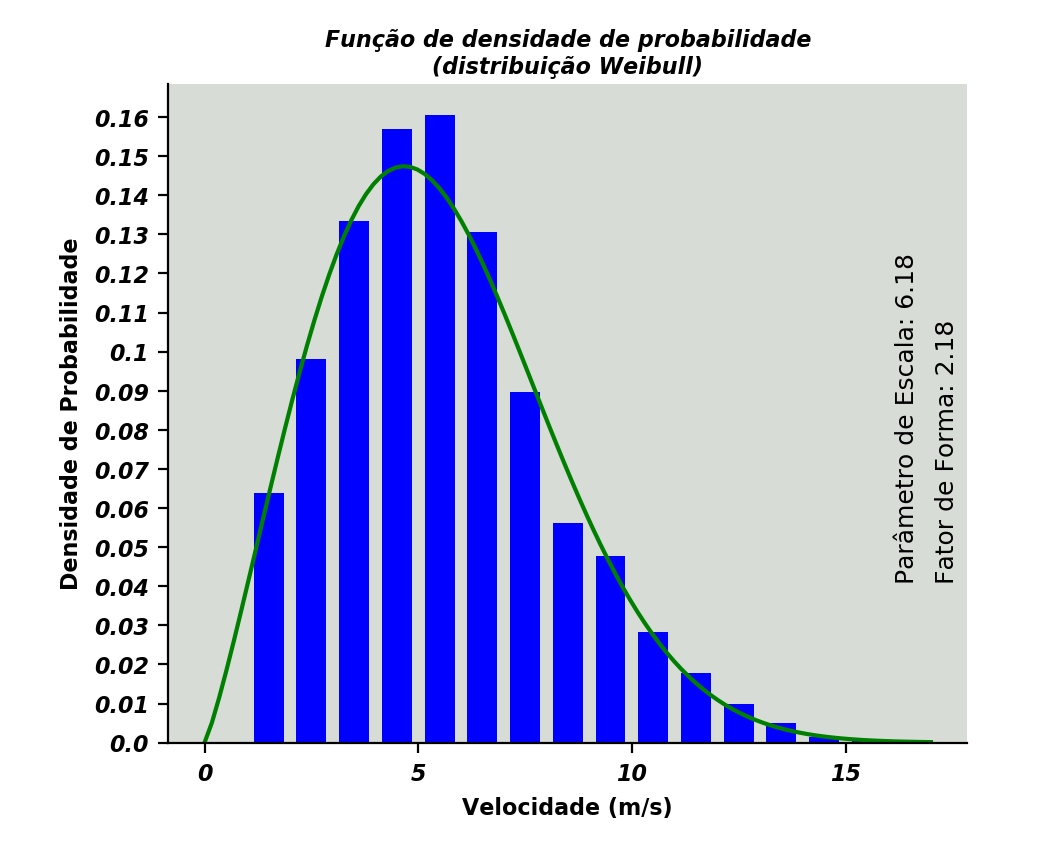 Função de densidade de probabilidade
(distribuição Weibull)
Densidade de Probabilidade
0.16
0.15
0.14
0.13
0.12
0.11
0.1
0.09
0.08
0.07
0.06
0.05
0.04
0.03
0.02
0.01
0.0
Parâmetro de Escala: 6.18
Fator de Forma: 2.18
0 5 10 15
Velocidade (m/s)